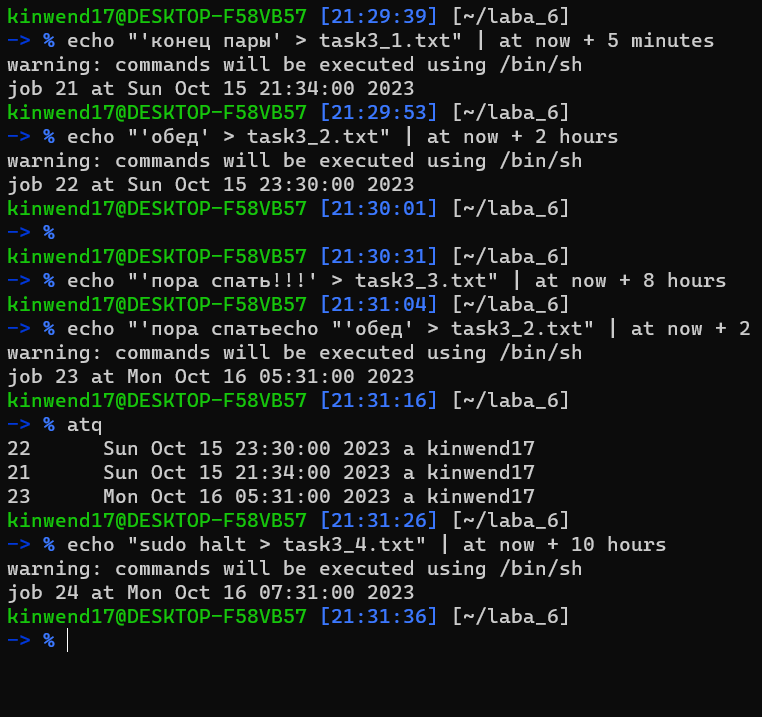 kinwend17@DESKTOP-F58VB57 [21:29:39] [~/laba_6]
-> % echo "'конец пары' > task3_1.txt" | at now + 5 minutes
warning: commands will be executed using /bin/sh
job 21 at Sun Oct 15 21:34:00 2023
kinwend17@DESKTOP-F58VB57 [21:29:53] [~/laba_6]
-> % echo "'обед' > task3_2.txt" | at now + 2 hours
warning: commands will be executed using /bin/sh
job 22 at Sun Oct 15 23:30:00 2023
kinwend17@DESKTOP-F58VB57 [21:30:01] [~/laba_6]
-> %
kinwend17@DESKTOP-F58VB57 [21:30:31] [~/laba_6]
-> % echo "'пора спать!!!' > task3_3.txt" | at now + 8 hours
kinwend17@DESKTOP-F58VB57 [21:31:04] [~/laba_6]
-> % echo "'пора спатьecho "'обед' > task3_2.txt" | at now + 2
warning: commands will be executed using /bin/sh
job 23 at Mon Oct 16 05:31:00 2023
kinwend17@DESKTOP-F58VB57 [21:31:16] [~/laba_6]
-> % atq
22      Sun Oct 15 23:30:00 2023 a kinwend17
21      Sun Oct 15 21:34:00 2023 a kinwend17
23      Mon Oct 16 05:31:00 2023 a kinwend17
kinwend17@DESKTOP-F58VB57 [21:31:26] [~/laba_6]
-> % echo "sudo halt > task3_4.txt" | at now + 10 hours
warning: commands will be executed using /bin/sh
job 24 at Mon Oct 16 07:31:00 2023
kinwend17@DESKTOP-F58VB57 [21:31:36] [~/laba_6]
-> %